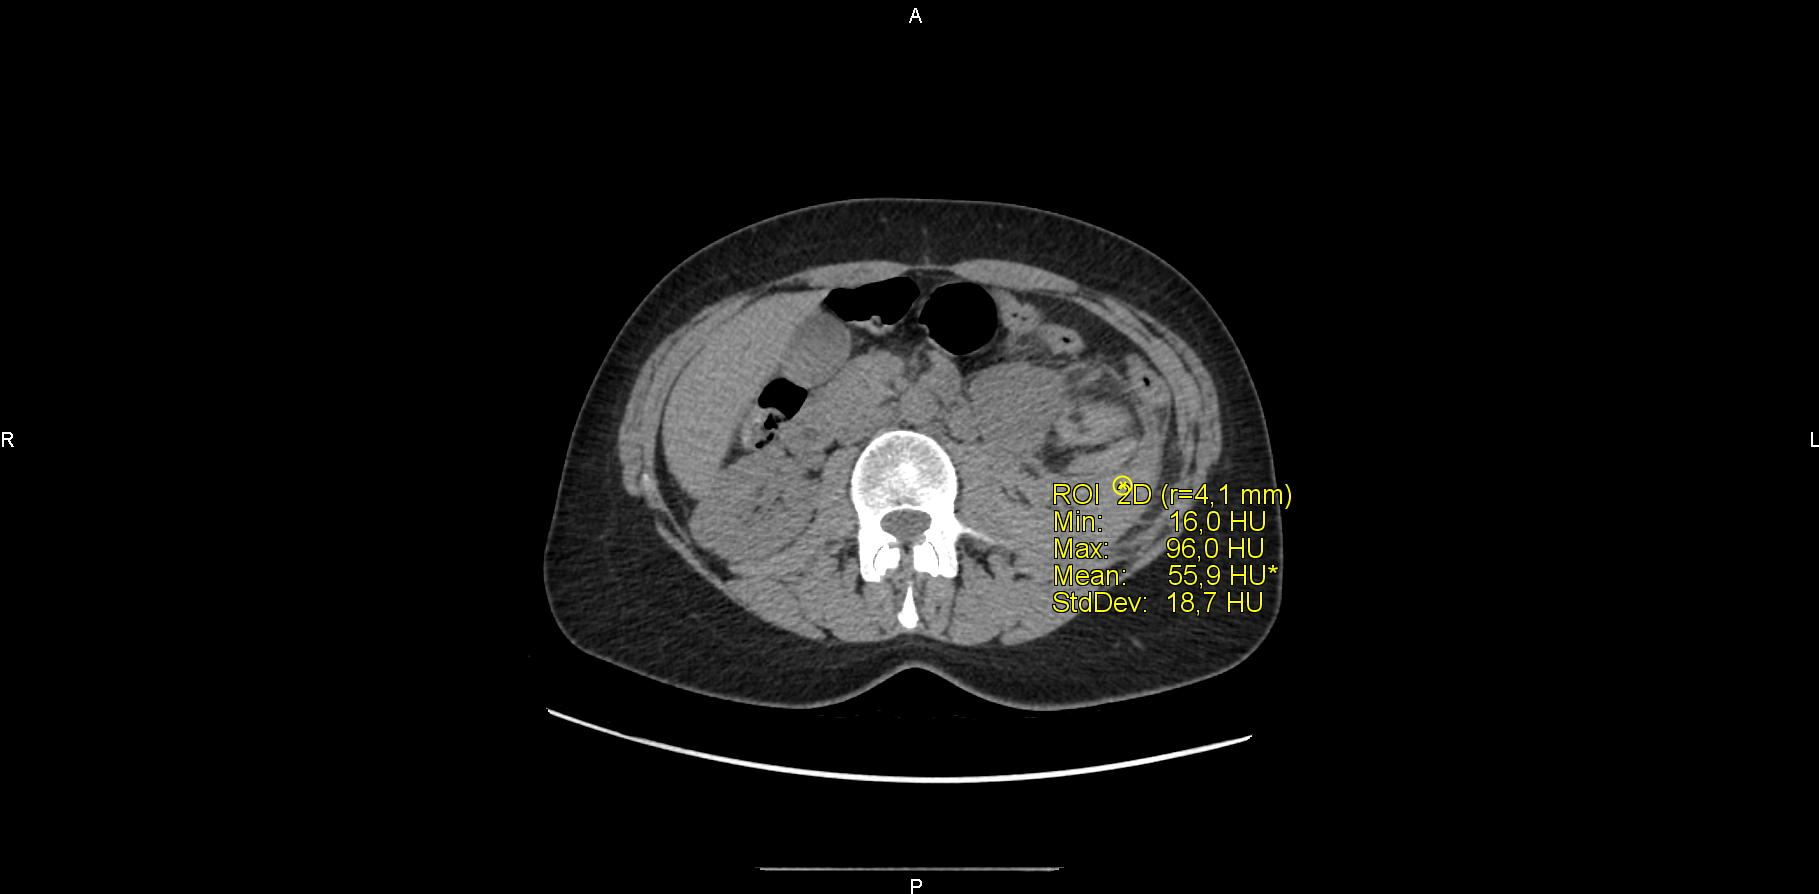 A
R
L
ROI 2D (r=4,1 mm)
Min: 16,0 HU
Max: 96,0 HU
Mean: 55,9 HU*
StdDev: 18,7 HU
P